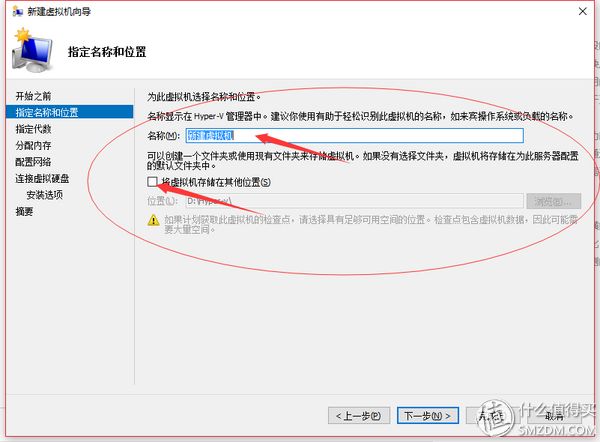 新建虚拟机向导
指定名称和位置
开始之前
指定名称和位置
指定代数
分配内存
配置网络
连接虚拟硬盘
安装选项
摘要
为此虚拟机选择名称和位置。
名称显示在 Hyper-V 管理器中。建议你使用有助于轻松识别此虚拟机的名称，如来宾操作系统或负载的名称。
名称(M): 新建虚拟机
可以创建一个文件夹或使用现有文件夹来存储虚拟机。如果没有选择文件夹，虚拟机将存储在为此服务器配置
的默认文件夹中。
将虚拟机存储在其他位置(S)
位置(L): D:\Hyper-v\ 浏览(B)...
如果计划获取此虚拟机的检查点，请选择具有足够可用空间的位置。检查点包含虚拟机数据，因此可能需
要大量空间。
< 上一步(P) 下一步(N) > 取消
值 什么值得买
SMZDM.COM